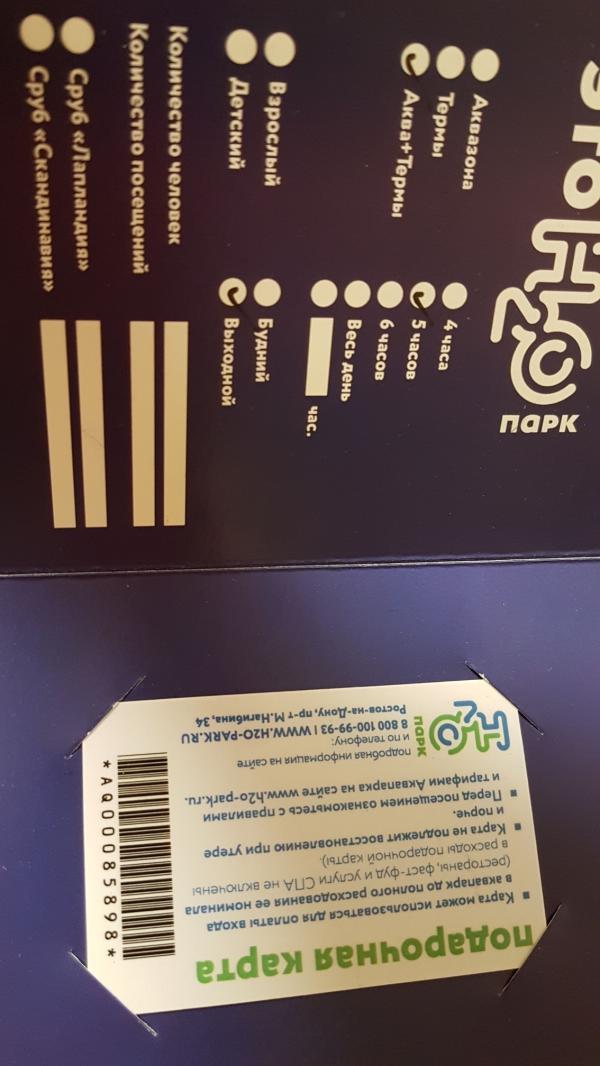 это
H2O
парк
Аквазона
Термы
Аква+Термы
4 часа
5 часов
6 часов
Весь день
час.
Взрослый
Детский
Будний
Выходной
Количество человек
Количество посещений
Сруб «Лапландия»
Сруб «Скандинавия»
подарочная карта
▪ Карта может использоваться для оплаты входа
в аквапарк до полного расходования ее номинала
(рестораны, фаст-фуд и услуги СПА не включены
в расходы подарочной карты).
▪ Карта не подлежит восстановлению при утере
и порче.
▪ Перед посещением ознакомьтесь с правилами
и тарифами Аквапарка на сайте www.h2o-park.ru.
H2O
парк
подробная информация на сайте
и по телефону:
8 800 100-99-93 | WWW.H2O-PARK.RU
Ростов-на-Дону, пр-т М.Нагибина, 34
*AQ000085898*